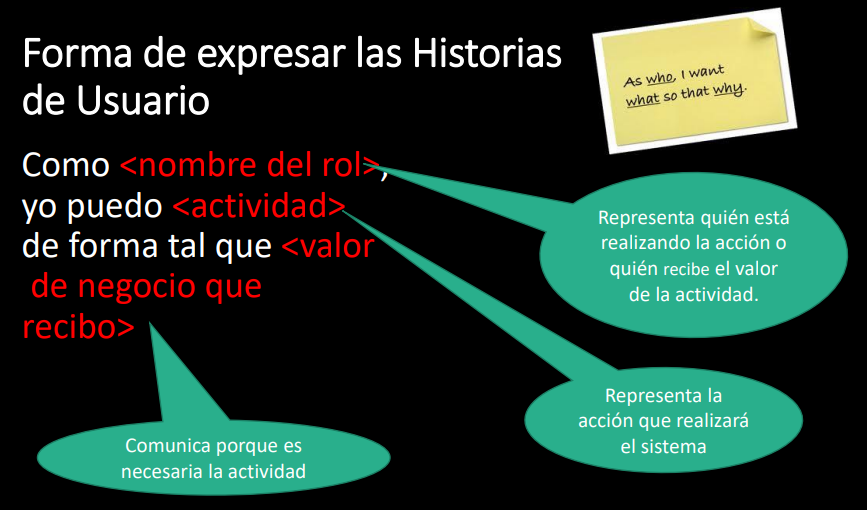 Forma de expresar las Historias
de Usuario
As who, I want
what so that why.
Como <nombre del rol>,
yo puedo <actividad>
de forma tal que <valor
de negocio que
recibo>
Representa quién está
realizando la acción o
quién recibe el valor
de la actividad.
Representa la
acción que realizará
el sistema
Comunica porque es
necesaria la actividad